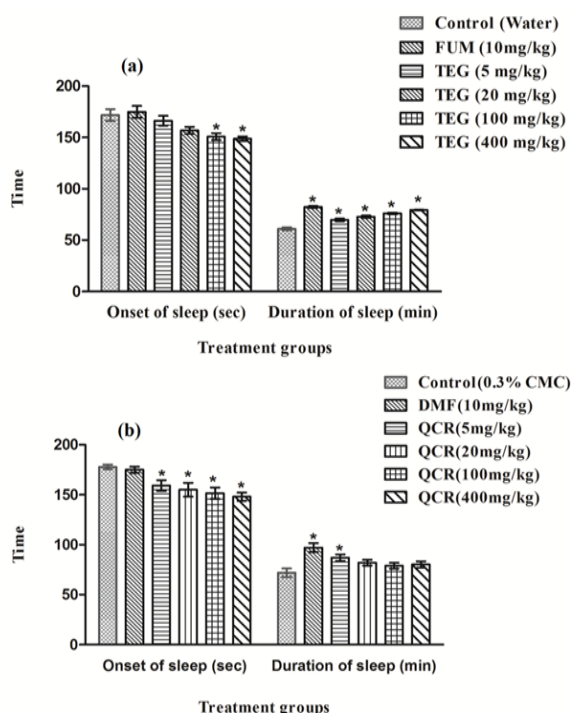 (a)
Control (Water)
FUM (10mg/kg)
TEG (5 mg/kg)
TEG (20 mg/kg)
TEG (100 mg/kg)
TEG (400 mg/kg)
200
150
100
50
0
Time
* *
* * * * *
Onset of sleep (sec) Duration of sleep (min)
Treatment groups
(b)
Control(0.3% CMC)
DMF(10mg/kg)
QCR(5mg/kg)
QCR(20mg/kg)
QCR(100mg/kg)
QCR(400mg/kg)
200
150
100
50
0
Time
* * * *
* *
Onset of sleep (sec) Duration of sleep (min)
Treatment groups